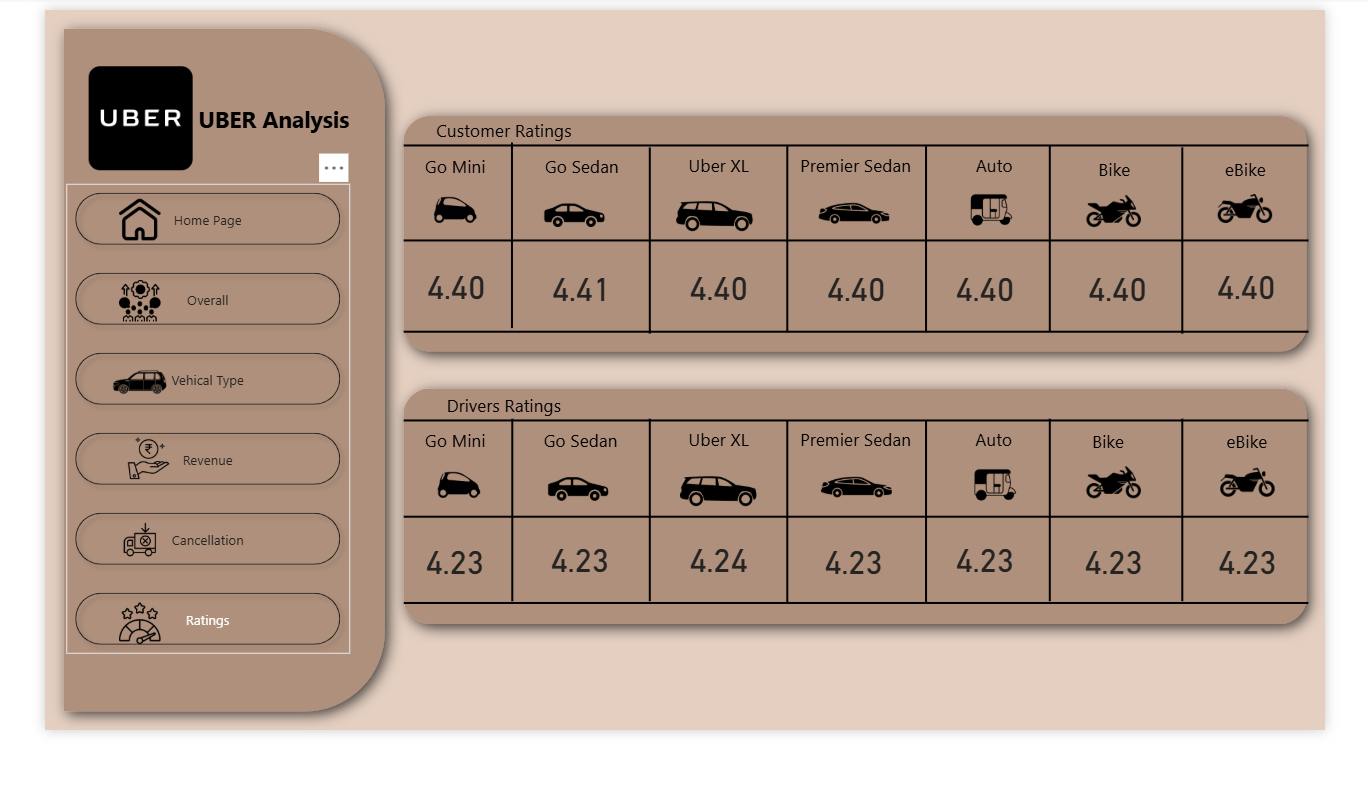 UBER
UBER Analysis
Home Page
Overall
Vehical Type
Revenue
Cancellation
Ratings
Customer Ratings
Go Mini Go Sedan Uber XL Premier Sedan Auto Bike eBike
4.40 4.41 4.40 4.40 4.40 4.40 4.40
Drivers Ratings
Go Mini Go Sedan Uber XL Premier Sedan Auto Bike eBike
4.23 4.23 4.24 4.23 4.23 4.23 4.23